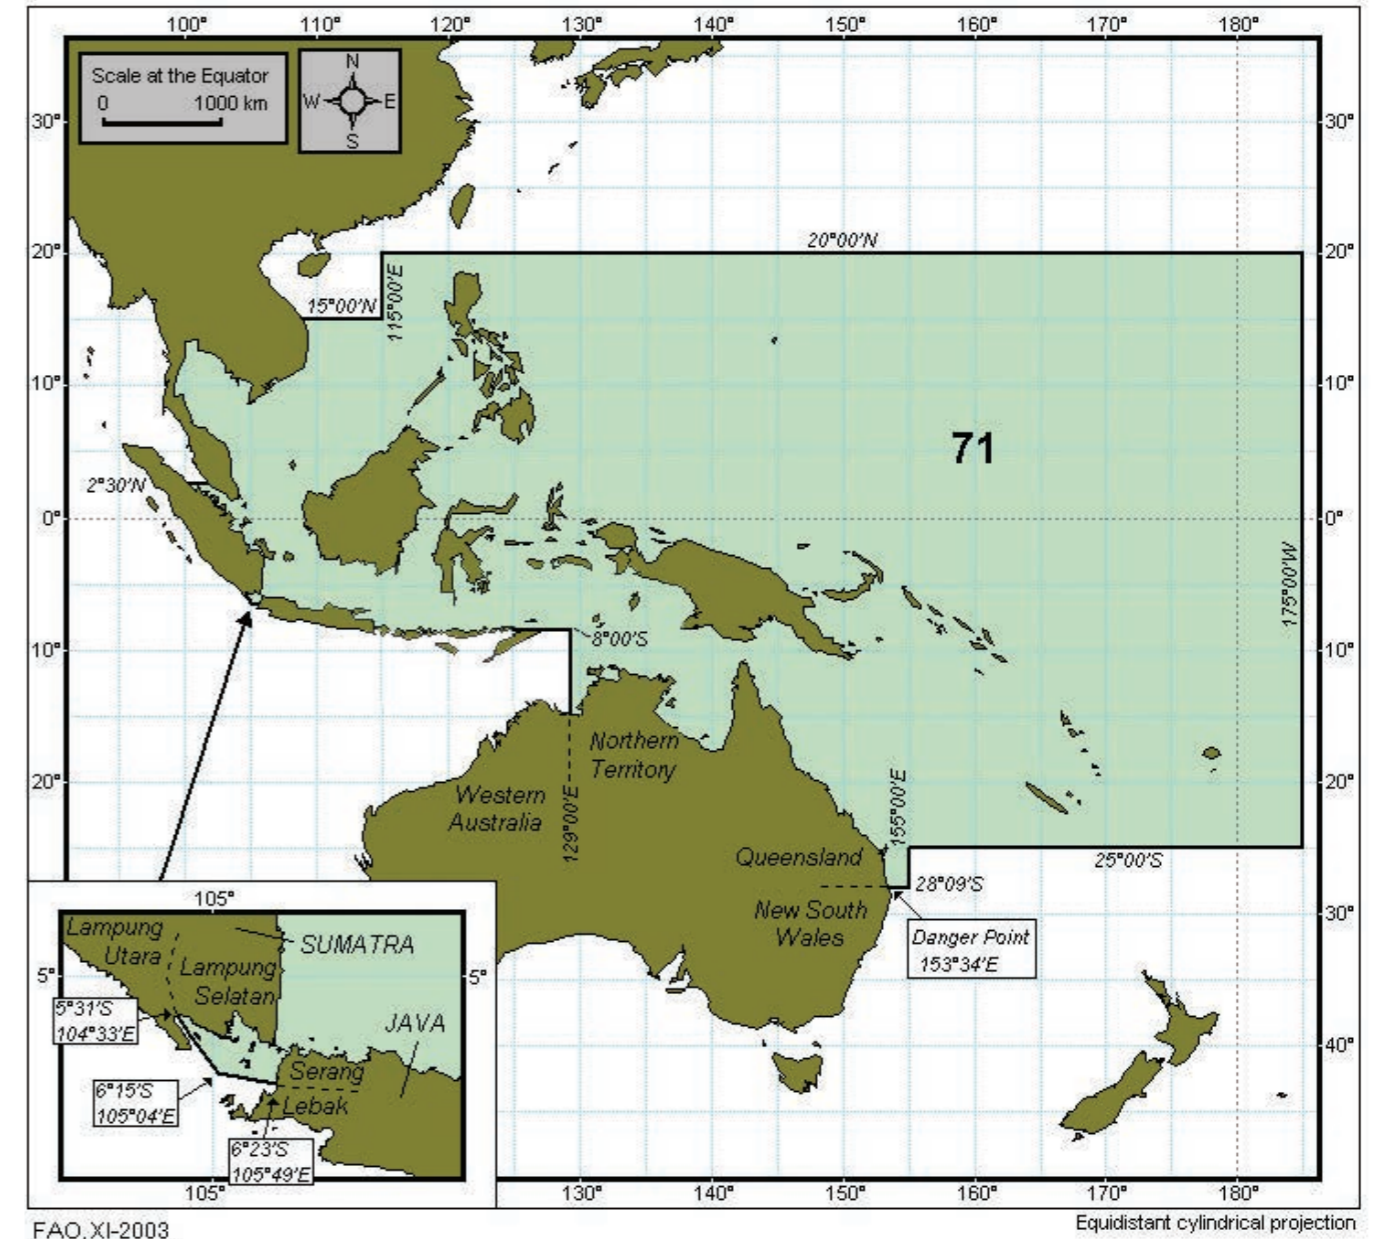 100° 110° 120° 130° 140° 150° 160° 170° 180°
Scale at the Equator
0 1000 km
N
W E
S
30° 30°
20°00'N
20° 20°
115°00'E
15°00'N
10° 10°
71
2°30'N
0° 0°
175°00'W
8°00'S
10° 10°
Northern
Territory
20° 20°
Western
Australia
129°00'E
155°00'E
Queensland
25°00'S
28°09'S
New South
Wales
30°
Danger Point
153°34'E
40°
105°
Lampung
Utara
SUMATRA
Lampung
Selatan
5° 5°
5°31'S
104°33'E
JAVA
Serang
6°15'S
105°04'E
Lebak
6°23'S
105°49'E
105°
130° 140° 150° 160° 170° 180°
FAO, XI-2003
Equidistant cylindrical projection